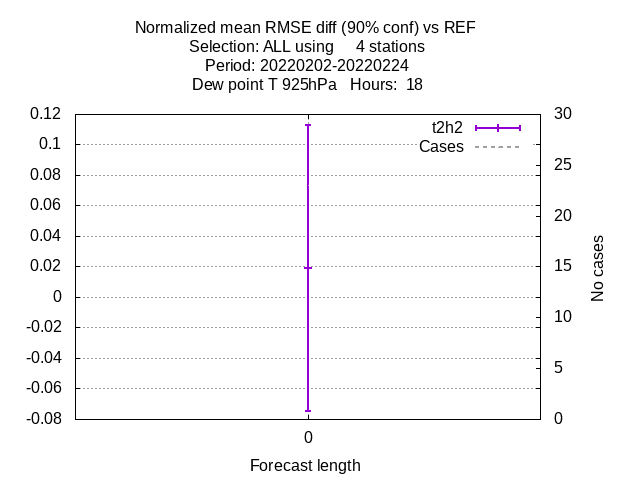 Normalized mean RMSE diff (90% conf) vs REF
Selection: ALL using     4 stations
Period: 20220202-20220224
Dew point T 925hPa   Hours:  18
0.12
0.1
0.08
0.06
0.04
0.02
0
-0.02
-0.04
-0.06
-0.08
t2h2
Cases
30
25
20
15
10
5
0
No cases
0
Forecast length